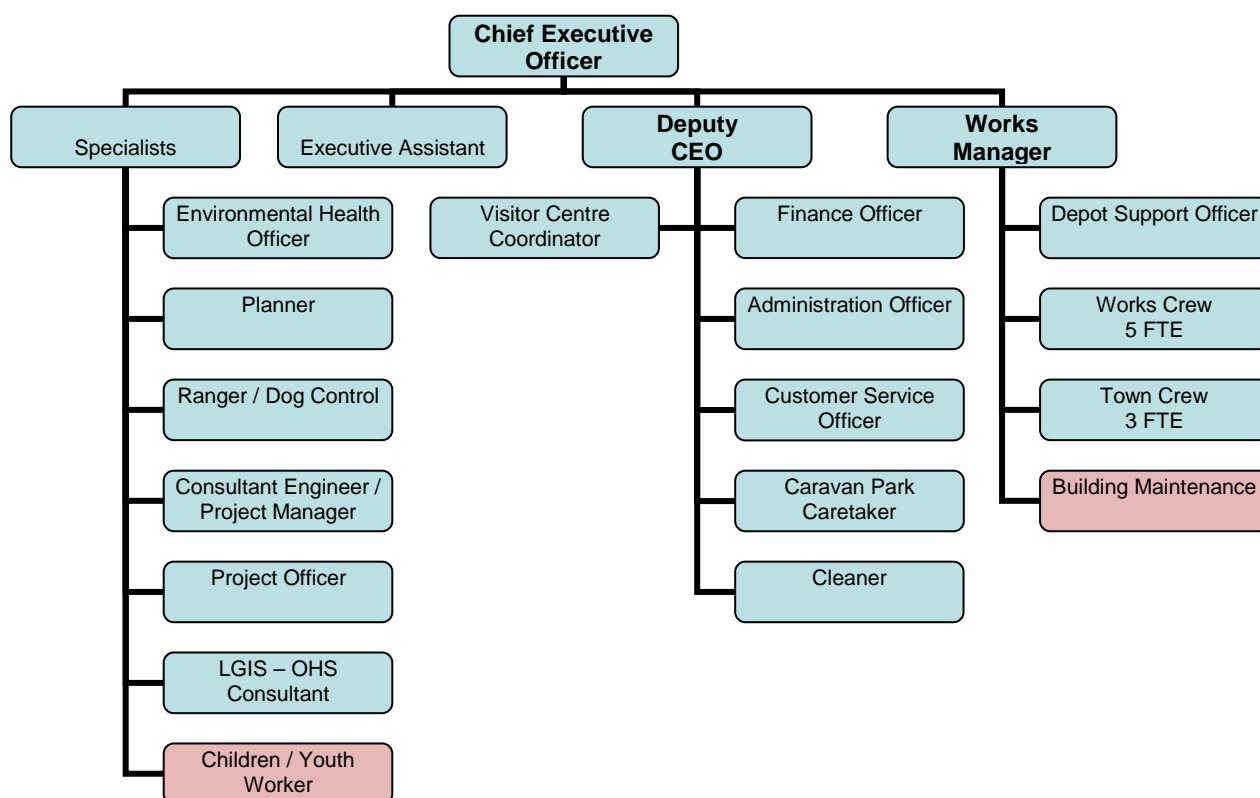 Chief Executive
Officer
Specialists
Executive Assistant
Deputy
CEO
Works
Manager
Environmental Health
Officer
Visitor Centre
Coordinator
Finance Officer
Depot Support Officer
Planner
Administration Officer
Works Crew
5 FTE
Ranger / Dog Control
Customer Service
Officer
Town Crew
3 FTE
Consultant Engineer /
Project Manager
Caravan Park
Caretaker
Building Maintenance
Project Officer
Cleaner
LGIS – OHS
Consultant
Children / Youth
Worker